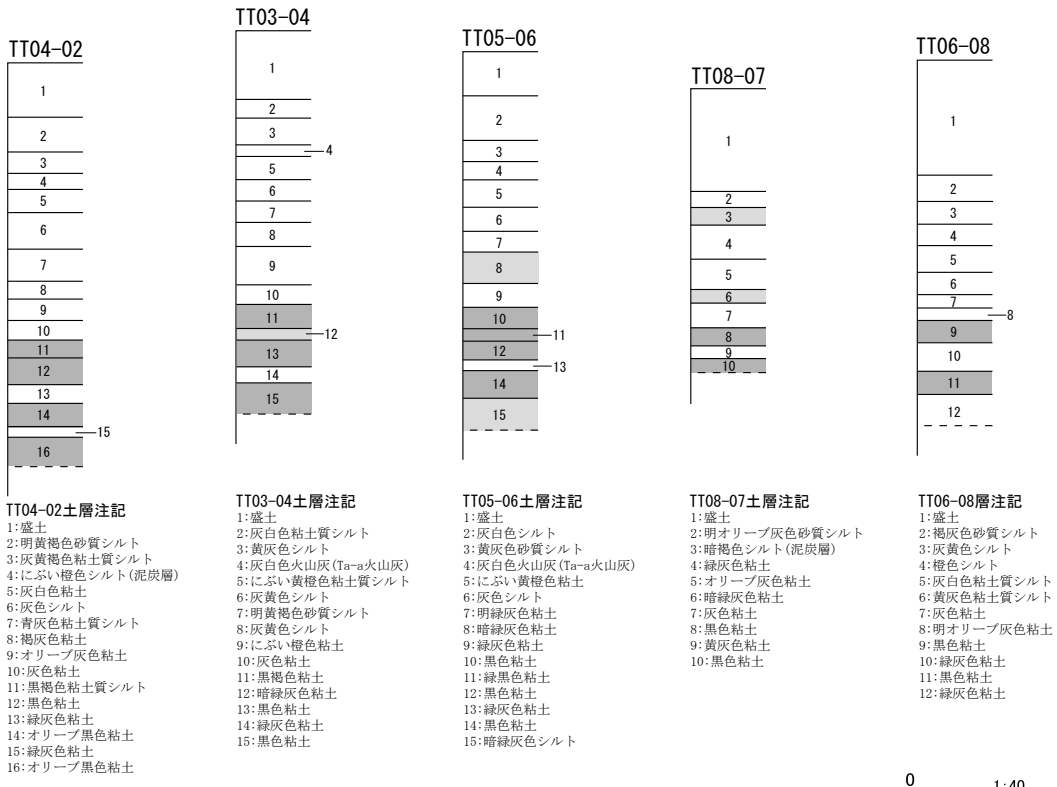 TT04-02
1
2
3
4
5
6
7
8
9
10
11
12
13
14
15
16
TT03-04
1
2
3
4
5
6
7
8
9
10
11
12
13
14
15
TT05-06
1
2
3
4
5
6
7
8
9
10
11
12
13
14
15
TT08-07
1
2
3
4
5
6
7
8
9
10
TT06-08
1
2
3
4
5
6
7
8
9
10
11
12
TT04-02土層注記
1:盛土
2:明黄褐色砂質シルト
3:灰黄褐色粘土質シルト
4:にぶい橙色シルト(泥炭層)
5:灰白色粘土
6:灰色シルト
7:青灰色粘土質シルト
8:褐灰色粘土
9:オリーブ灰色粘土
10:灰色粘土
11:黒褐色粘土質シルト
12:黒色粘土
13:緑灰色粘土
14:オリーブ黒色粘土
15:緑灰色粘土
16:オリーブ黒色粘土
TT03-04土層注記
1:盛土
2:灰白色粘土質シルト
3:黄灰色シルト
4:灰白色火山灰(Ta-a火山灰)
5:にぶい黄橙色粘土質シルト
6:灰黄色シルト
7:明黄褐色砂質シルト
8:灰黄色シルト
9:にぶい橙色粘土
10:灰色粘土
11:黒褐色粘土
12:暗緑灰色粘土
13:黒色粘土
14:緑灰色粘土
15:黒色粘土
TT05-06土層注記
1:盛土
2:灰白色シルト
3:黄灰色砂質シルト
4:灰白色火山灰(Ta-a火山灰)
5:にぶい黄橙色粘土
6:灰色シルト
7:明緑灰色粘土
8:暗緑灰色粘土
9:緑灰色粘土
10:黒色粘土
11:緑黒色粘土
12:黒色粘土
13:緑灰色粘土
14:黒色粘土
15:暗緑灰色シルト
TT08-07土層注記
1:盛土
2:明オリーブ灰色砂質シルト
3:暗褐色シルト(泥炭層)
4:緑灰色粘土
5:オリーブ灰色粘土
6:暗緑灰色粘土
7:灰色粘土
8:黒色粘土
9:黄灰色粘土
10:黒色粘土
TT06-08層注記
1:盛土
2:褐灰色砂質シルト
3:灰黄色シルト
4:橙色シルト
5:灰白色粘土質シルト
6:黄灰色粘土質シルト
7:灰色粘土
8:明オリーブ灰色粘土
9:黒色粘土
10:緑灰色粘土
11:黒色粘土
12:緑灰色粘土
0
1:40